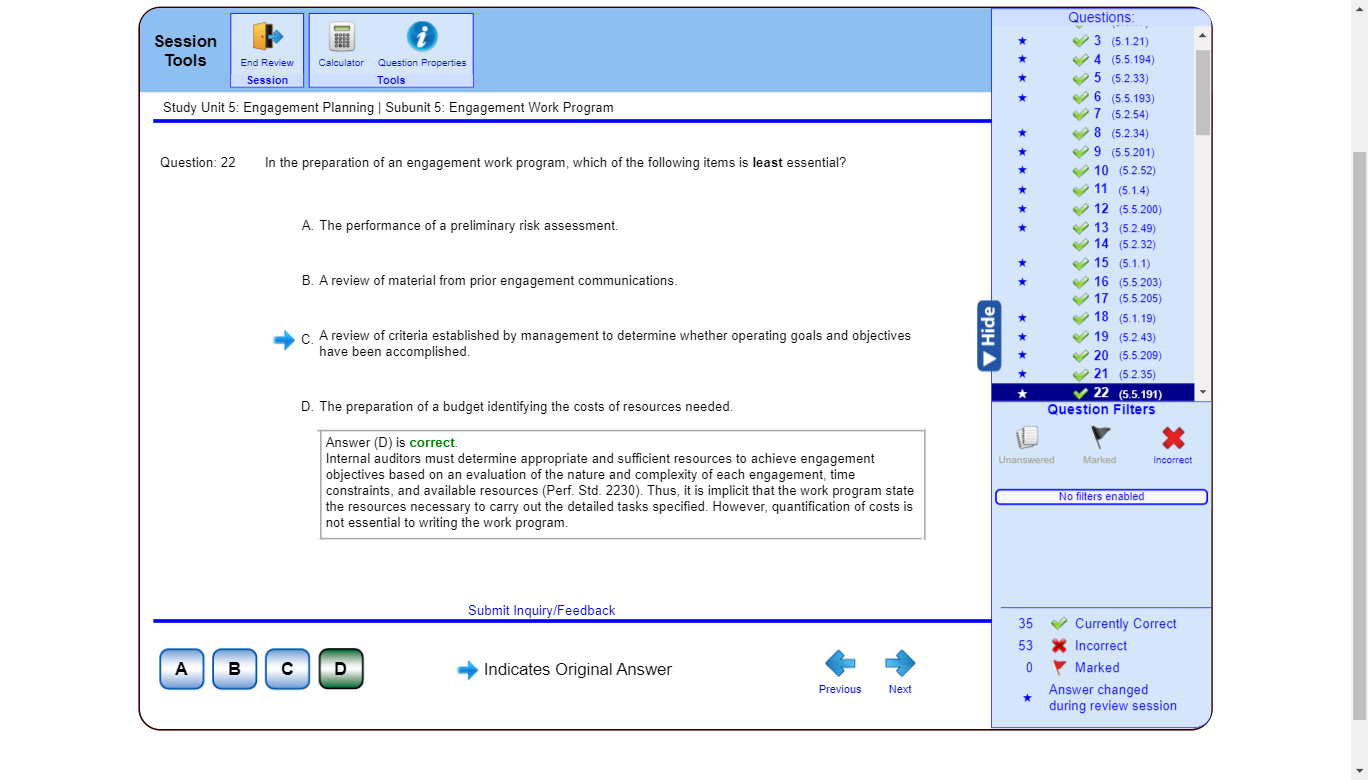 Session
Tools
End Review
Session
Calculator
Question Properties
Tools
Study Unit 5: Engagement Planning | Subunit 5: Engagement Work Program
Question: 22
In the preparation of an engagement work program, which of the following items is least essential?
A. The performance of a preliminary risk assessment.
B. A review of material from prior engagement communications.
C. A review of criteria established by management to determine whether operating goals and objectives
have been accomplished.
D. The preparation of a budget identifying the costs of resources needed.
Answer (D) is correct.
Internal auditors must determine appropriate and sufficient resources to achieve engagement
objectives based on an evaluation of the nature and complexity of each engagement, time
constraints, and available resources (Perf. Std. 2230). Thus, it is implicit that the work program state
the resources necessary to carry out the detailed tasks specified. However, quantification of costs is
not essential to writing the work program.
Submit Inquiry/Feedback
A
B
C
D
Indicates Original Answer
Previous
Next
Hide
Questions:
3 (5.1.21)
4 (5.5.194)
5 (5.2.33)
6 (5.5.193)
7 (5.2.54)
8 (5.2.34)
9 (5.5.201)
10 (5.2.52)
11 (5.1.4)
12 (5.5.200)
13 (5.2.49)
14 (5.2.32)
15 (5.1.1)
16 (5.5.203)
17 (5.5.205)
18 (5.1.19)
19 (5.2.43)
20 (5.5.209)
21 (5.2.35)
22 (5.5.191)
Question Filters
Unanswered
Marked
Incorrect
No filters enabled
35 Currently Correct
53 Incorrect
0 Marked
Answer changed
during review session